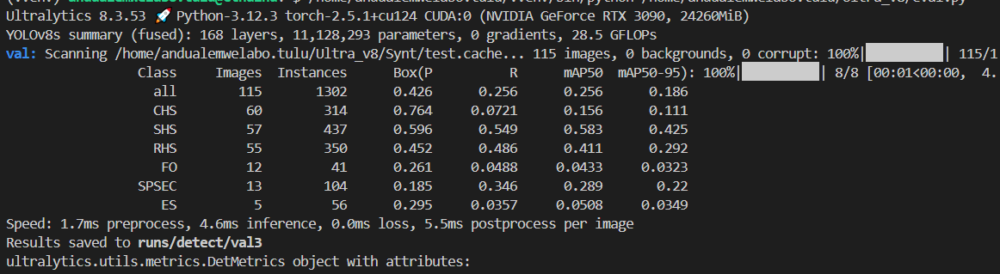 Ultralytics 8.3.53 🚀 Python-3.12.3 torch-2.5.1+cu124 CUDA:0 (NVIDIA GeForce RTX 3090, 24260MiB)
YOLOv8s summary (fused): 168 layers, 11,128,293 parameters, 0 gradients, 28.5 GFLOPs
val: Scanning /home/andualemwelabo.tulu/Ultra_v8/Synt/test.cache... 115 images, 0 backgrounds, 0 corrupt: 100%|██████████| 115/1
Class Images Instances Box(P R mAP50 mAP50-95): 100%|██████████| 8/8 [00:01<00:00, 4.
all 115 1302 0.426 0.256 0.256 0.186
CHS 60 314 0.764 0.0721 0.156 0.111
SHS 57 437 0.596 0.549 0.583 0.425
RHS 55 350 0.452 0.486 0.411 0.292
FO 12 41 0.261 0.0488 0.0433 0.0323
SPSEC 13 104 0.185 0.346 0.289 0.22
ES 5 56 0.295 0.0357 0.0508 0.0349
Speed: 1.7ms preprocess, 4.6ms inference, 0.0ms loss, 5.5ms postprocess per image
Results saved to runs/detect/val3
ultralytics.utils.metrics.DetMetrics object with attributes: